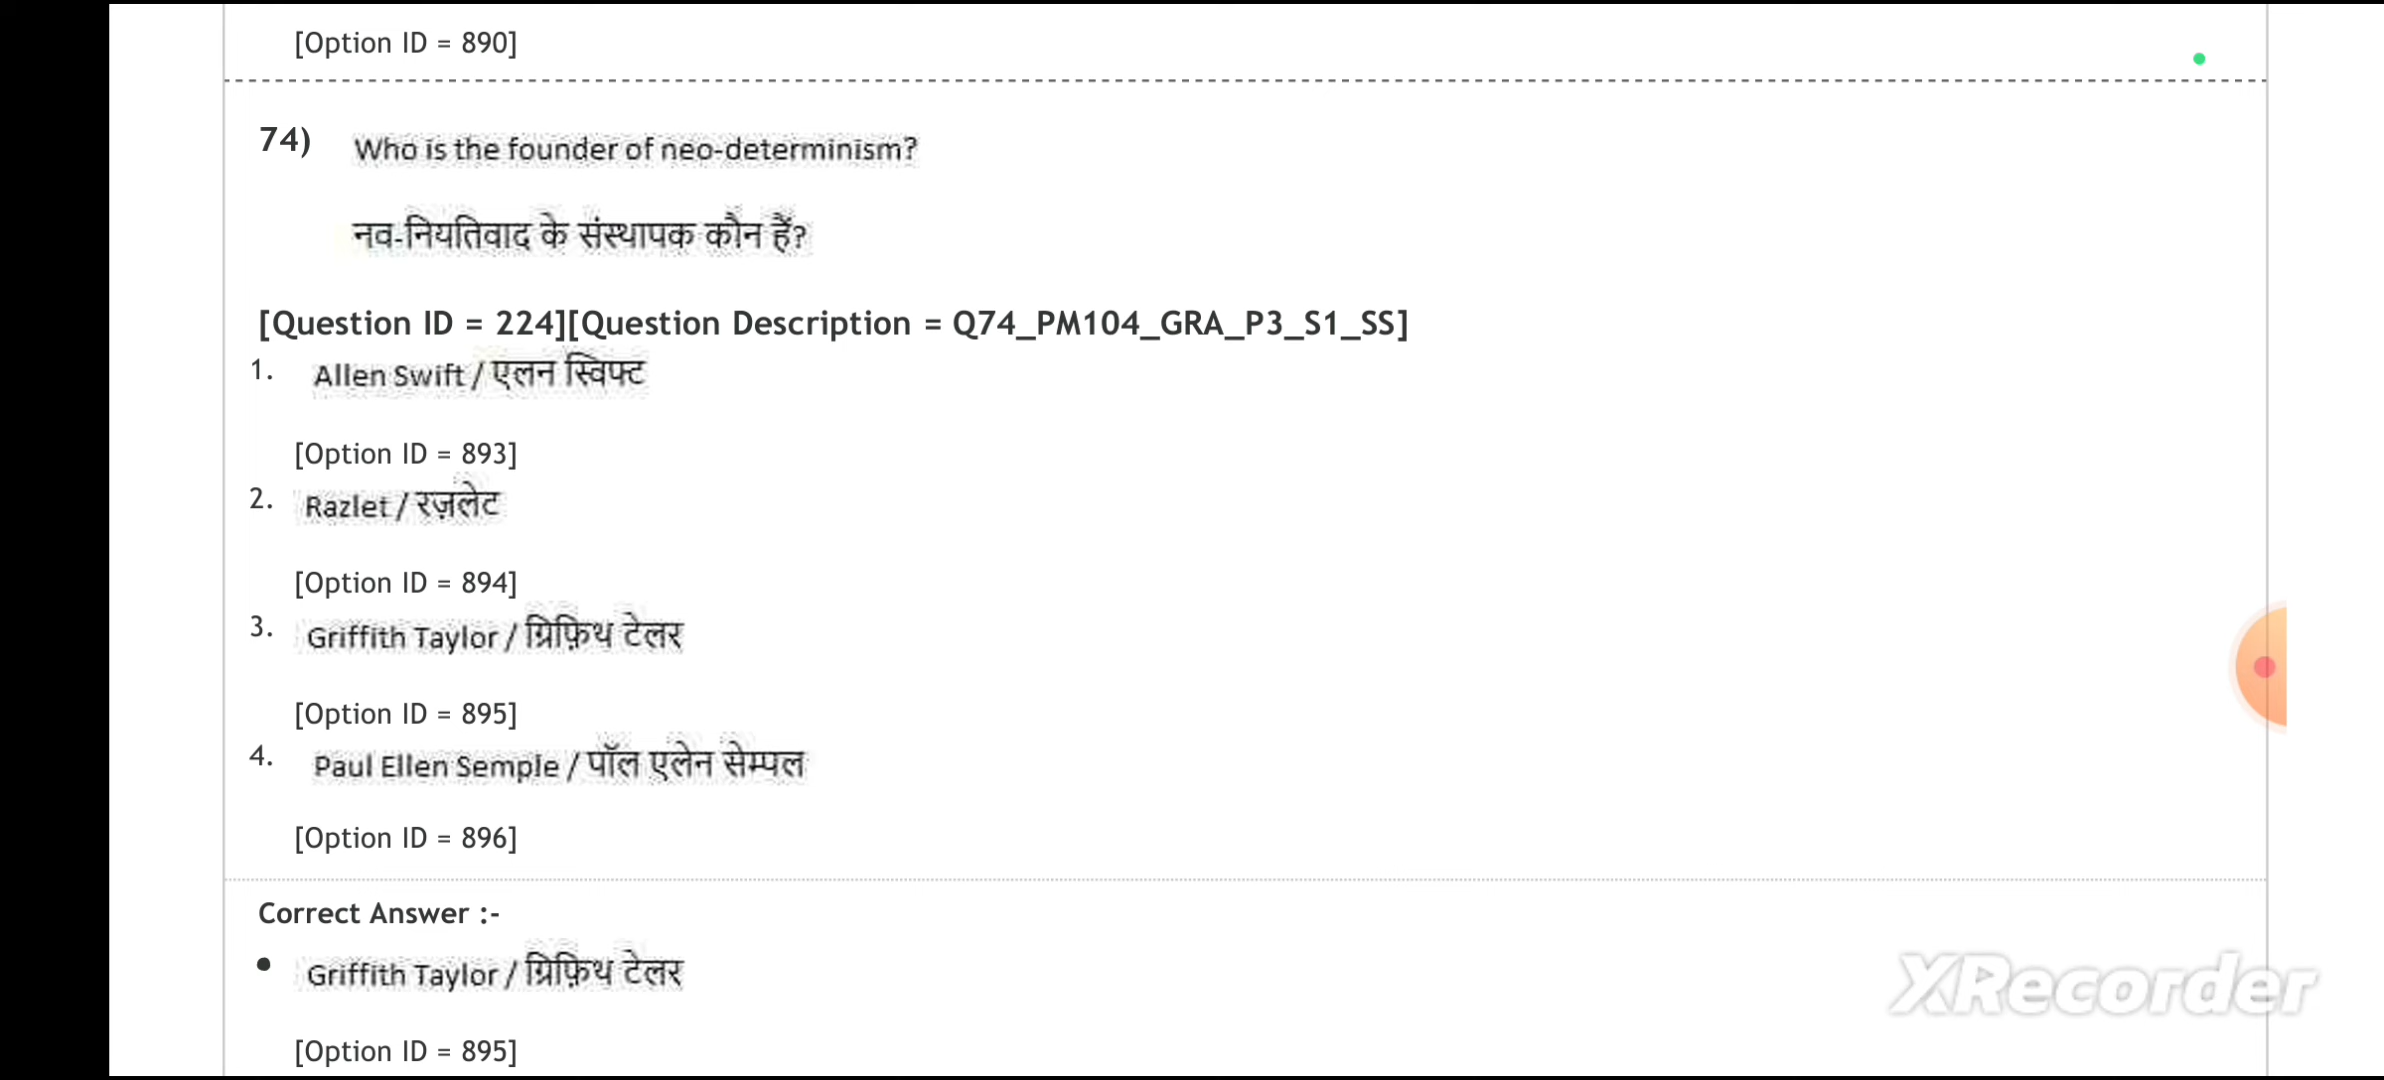 [Option ID = 890]
74) Who is the founder of neo-determinism?
नव-नियतिवाद के संस्थापक कौन हैं?
[Question ID = 224][Question Description = Q74_PM104_GRA_P3_S1_SS]
1. Allen Swift / एलन स्विफ्ट
[Option ID = 893]
2. Razlet / रज़लेट
[Option ID = 894]
3. Griffith Taylor / ग्रिफ़िथ टेलर
[Option ID = 895]
4. Paul Ellen Semple / पॉल एलेन सेम्पल
[Option ID = 896]
Correct Answer :-
• Griffith Taylor / ग्रिफ़िथ टेलर
[Option ID = 895]
XRecorder